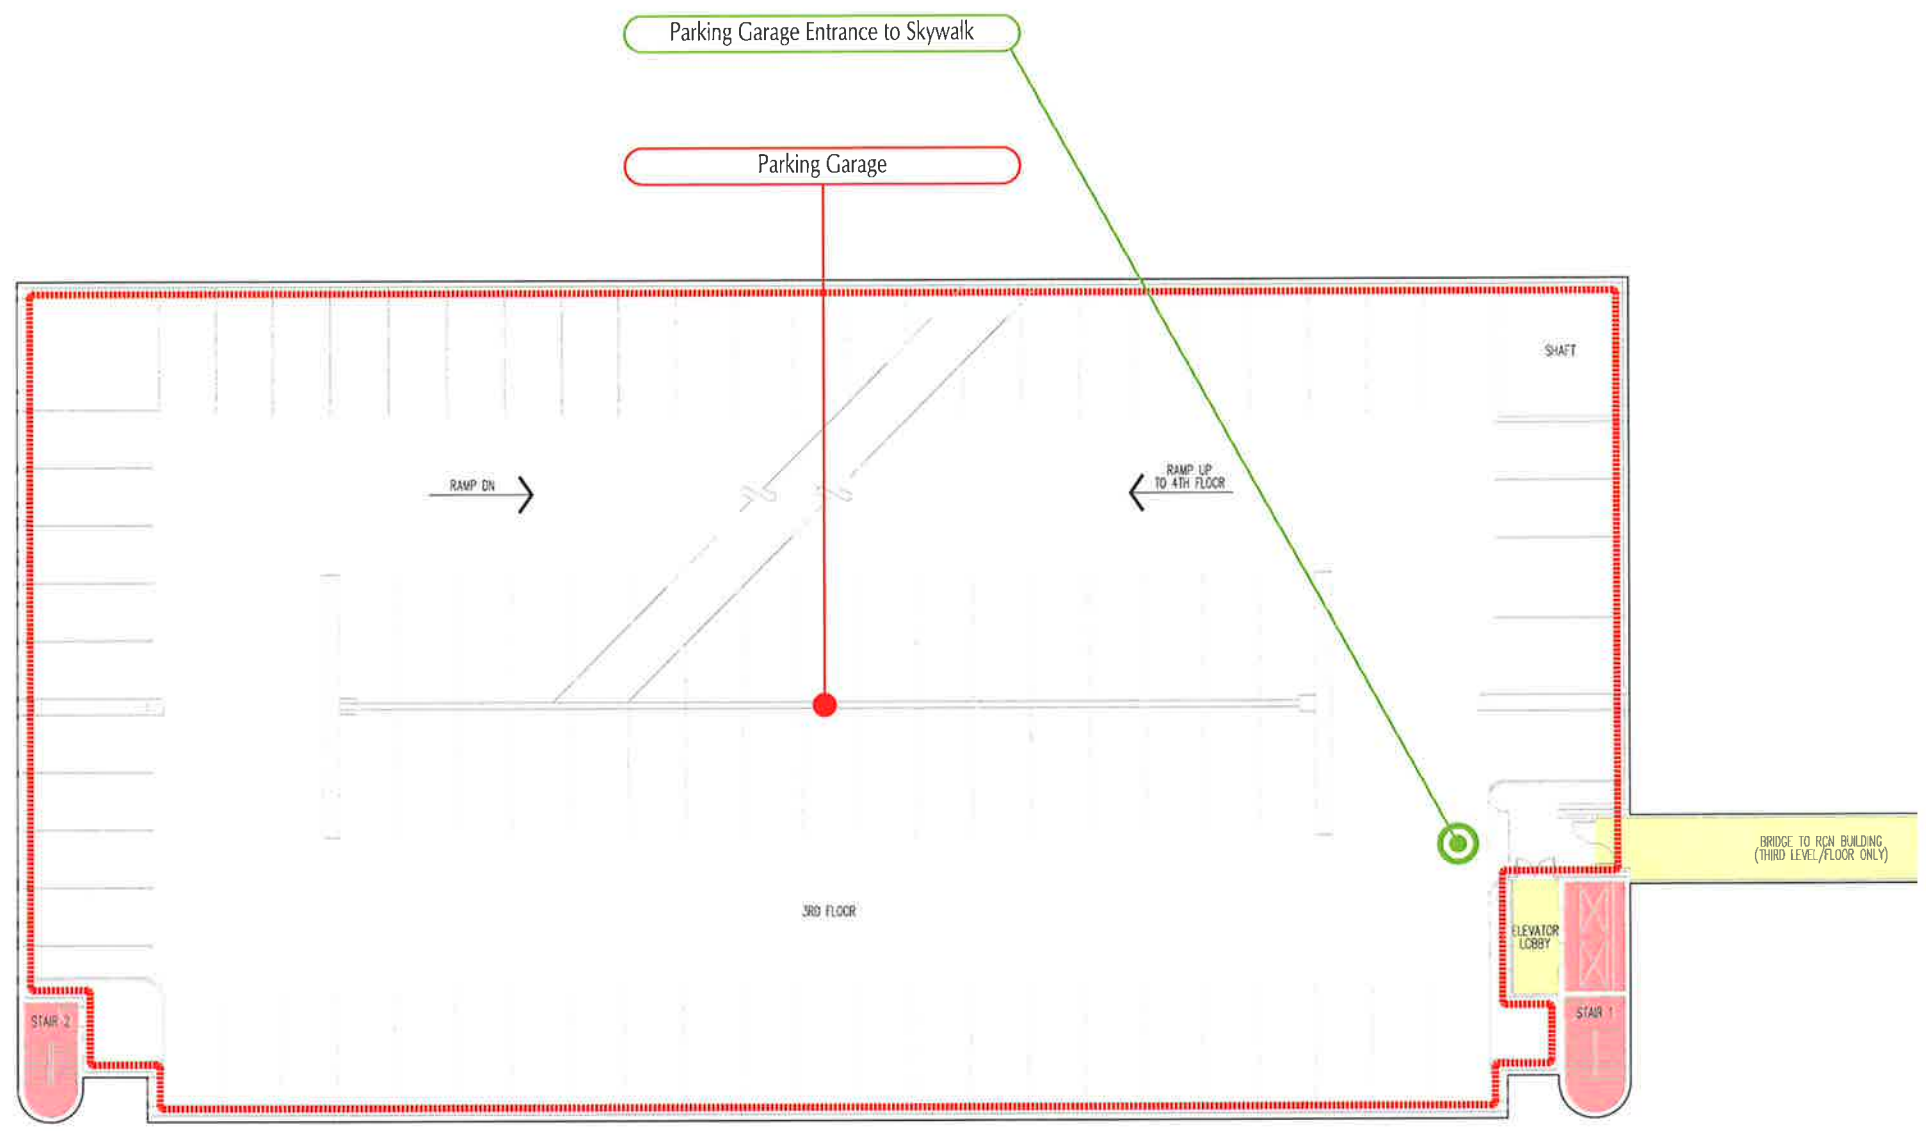 Parking Garage Entrance to Skywalk
Parking Garage
SHAFT
RAMP DN
RAMP UP
TO 4TH FLOOR
BRIDGE TO RCN BUILDING
(THIRD LEVEL/FLOOR ONLY)
3RD FLOOR
ELEVATOR
LOBBY
STAIR 2
STAIR 1